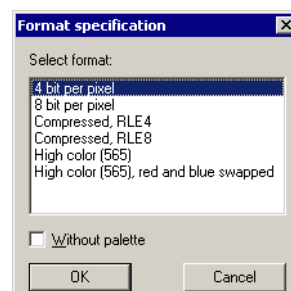 Format specification
Select format:
4 bit per pixel
8 bit per pixel
Compressed, RLE4
Compressed, RLE8
High color (565)
High color (565), red and blue swapped
Without palette
OK
Cancel